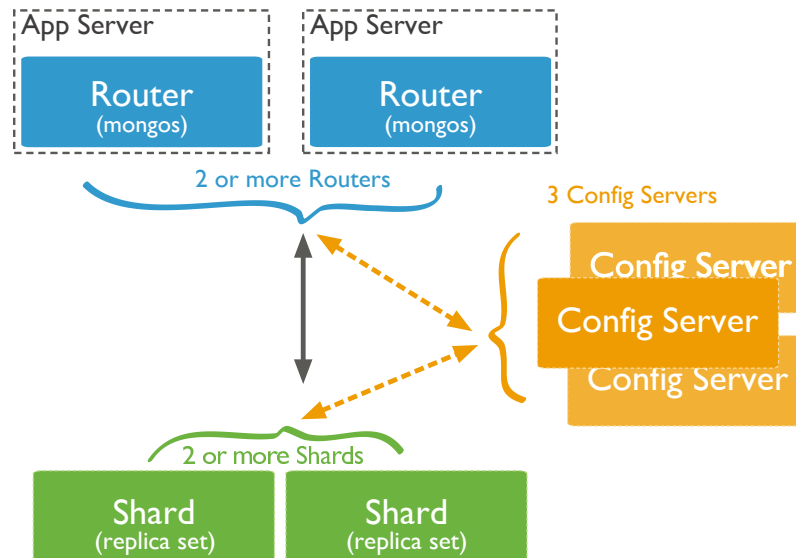 App Server
App Server
Router
(mongos)
Router
(mongos)
2 or more Routers
3 Config Servers
Config Server
Config Server
Config Server
2 or more Shards
Shard
(replica set)
Shard
(replica set)